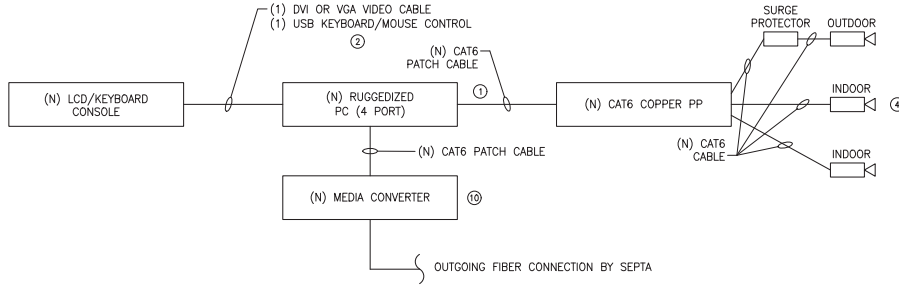 (1) DVI OR VGA VIDEO CABLE
(1) USB KEYBOARD/MOUSE CONTROL
2
(N) CAT6
PATCH CABLE
SURGE
PROTECTOR
OUTDOOR
(N) LCD/KEYBOARD
CONSOLE
(N) RUGGEDIZED
PC (4 PORT)
1
(N) CAT6 COPPER PP
INDOOR
4
(N) CAT6
CABLE
INDOOR
(N) CAT6 PATCH CABLE
(N) MEDIA CONVERTER
10
OUTGOING FIBER CONNECTION BY SEPTA